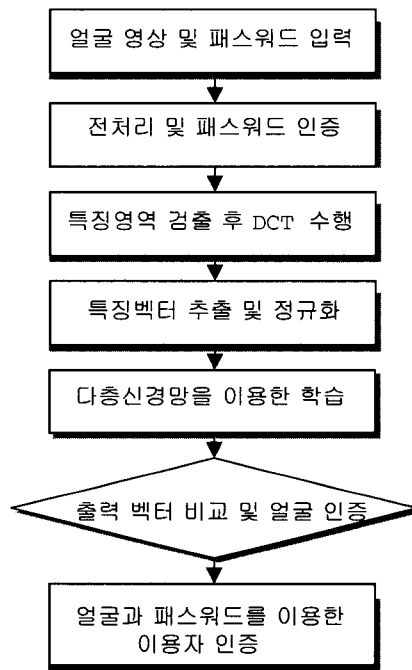 얼굴 영상 및 패스워드 입력
전처리 및 패스워드 인증
특징영역 검출 후 DCT 수행
특징벡터 추출 및 정규화
다층신경망을 이용한 학습
출력 벡터 비교 및 얼굴 인증
얼굴과 패스워드를 이용한
이용자 인증